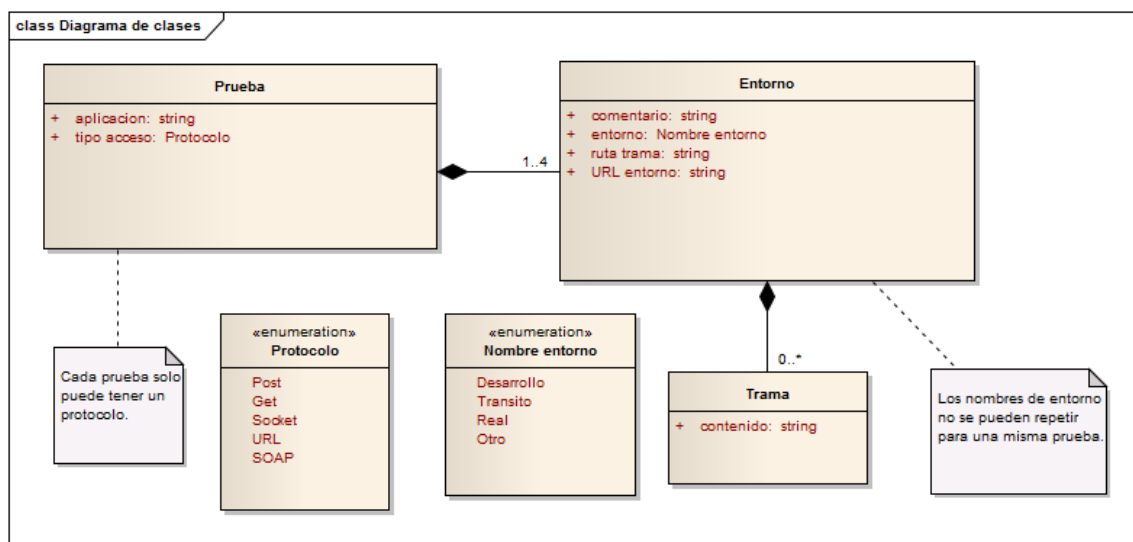 class Diagrama de clases
Prueba
+ aplicacion: string
+ tipo acceso: Protocolo
1..4
Entorno
+ comentario: string
+ entorno: Nombre entorno
+ ruta trama: string
+ URL entorno: string
Cada prueba solo
puede tener un
protocolo.
«enumeration»
Protocolo
Post
Get
Socket
URL
SOAP
«enumeration»
Nombre entorno
Desarrollo
Transito
Real
Otro
0..*
Trama
+ contenido: string
Los nombres de entorno
no se pueden repetir
para una misma prueba.